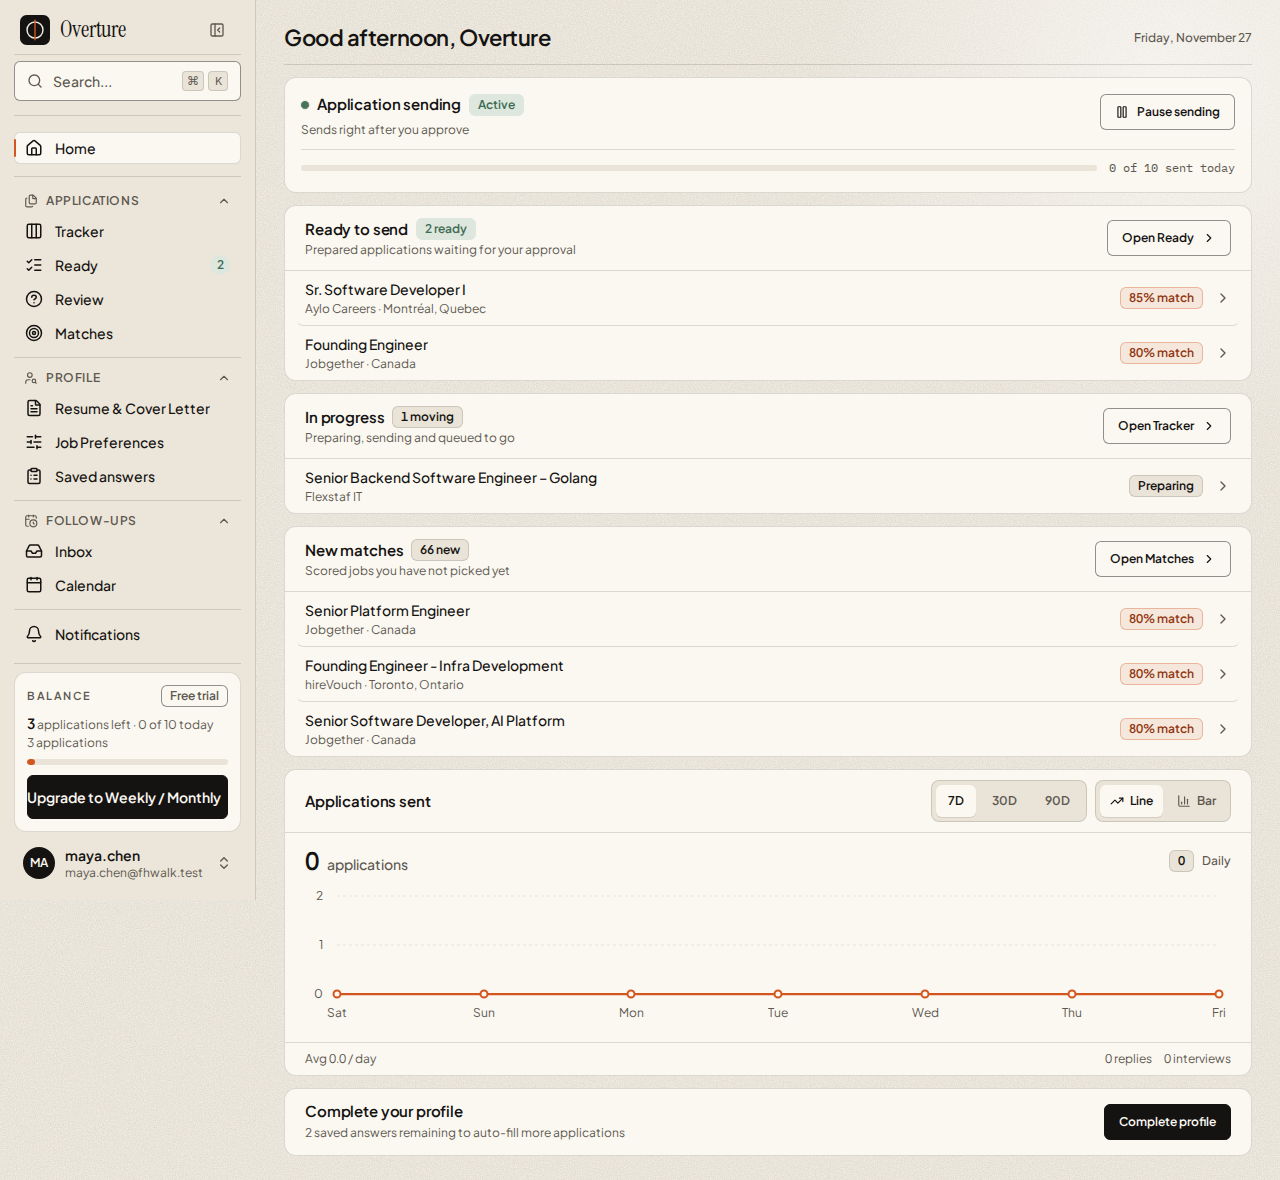 Overture
Search...
⌘ K
Home
APPLICATIONS
Tracker
Ready 2
Review
Matches
PROFILE
Resume & Cover Letter
Job Preferences
Saved answers
FOLLOW-UPS
Inbox
Calendar
Notifications
BALANCE Free trial
3 applications left · 0 of 10 today
3 applications
Upgrade to Weekly / Monthly
MA maya.chen
maya.chen@fhwalk.test
Good afternoon, Overture
Friday, November 27
Application sending Active
Sends right after you approve
Pause sending
0 of 10 sent today
Ready to send 2 ready
Prepared applications waiting for your approval
Open Ready
Sr. Software Developer I
Aylo Careers · Montréal, Quebec
85% match
Founding Engineer
Jobgether · Canada
80% match
In progress 1 moving
Preparing, sending and queued to go
Open Tracker
Senior Backend Software Engineer – Golang
Flexstaf IT
Preparing
New matches 66 new
Scored jobs you have not picked yet
Open Matches
Senior Platform Engineer
Jobgether · Canada
80% match
Founding Engineer - Infra Development
hireVouch · Toronto, Ontario
80% match
Senior Software Developer, AI Platform
Jobgether · Canada
80% match
Applications sent
7D 30D 90D Line Bar
0 applications
0 Daily
2
1
0
Sat Sun Mon Tue Wed Thu Fri
Avg 0.0 / day
0 replies 0 interviews
Complete your profile
2 saved answers remaining to auto-fill more applications
Complete profile